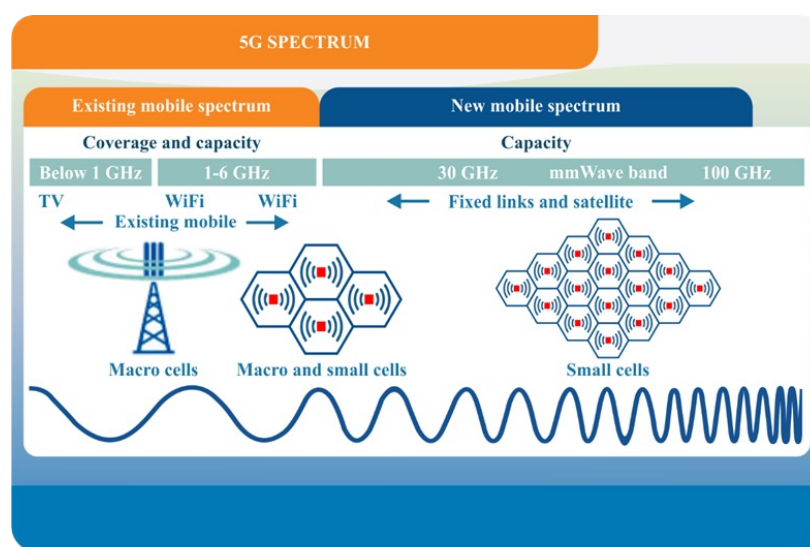 5G SPECTRUM
Existing mobile spectrum
New mobile spectrum
Coverage and capacity
Capacity
Below 1 GHz
1-6 GHz
30 GHz
mmWave band
100 GHz
TV
WiFi
WiFi
Fixed links and satellite
Existing mobile
Macro cells
Macro and small cells
Small cells